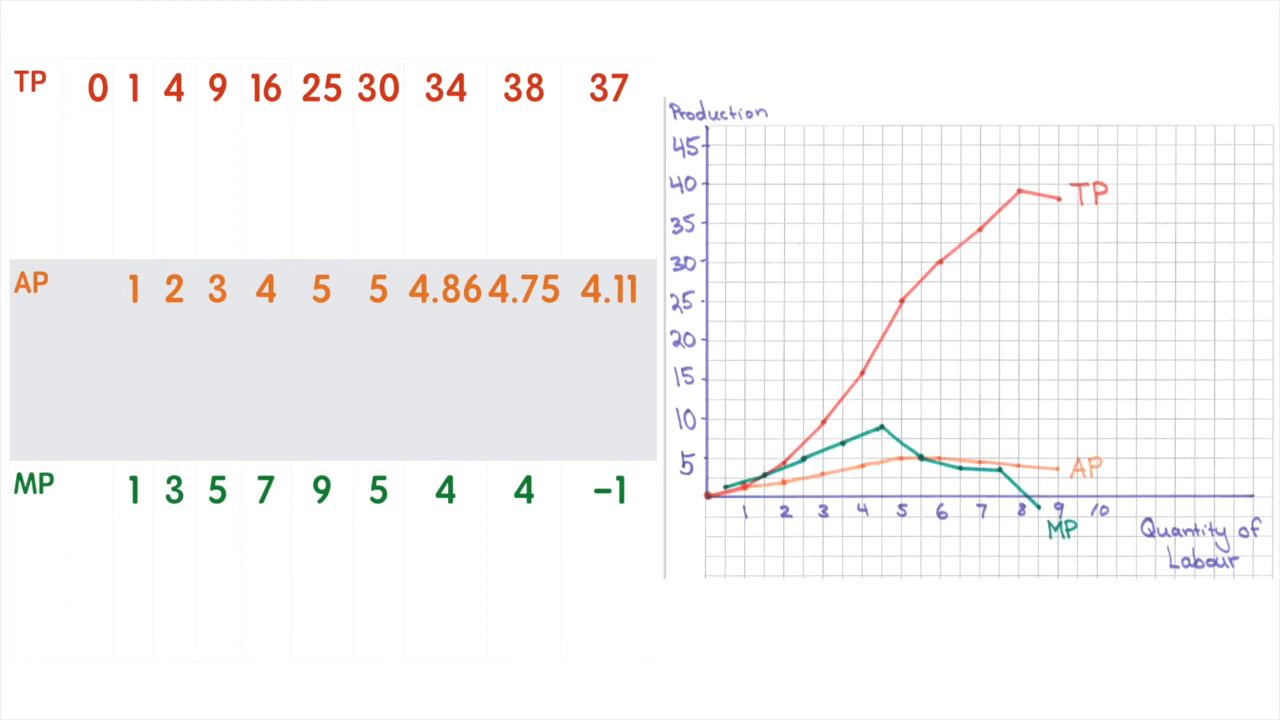 TP 0 1 4 9 16 25 30 34 38 37
AP 1 2 3 4 5 5 4.86 4.75 4.11
MP 1 3 5 7 9 5 4 4 −1
Production
45
40
TP
35
30
25
20
15
10
5
AP
1 2 3 4 5 6 7 8 9 10
MP
Quantity of
Labour